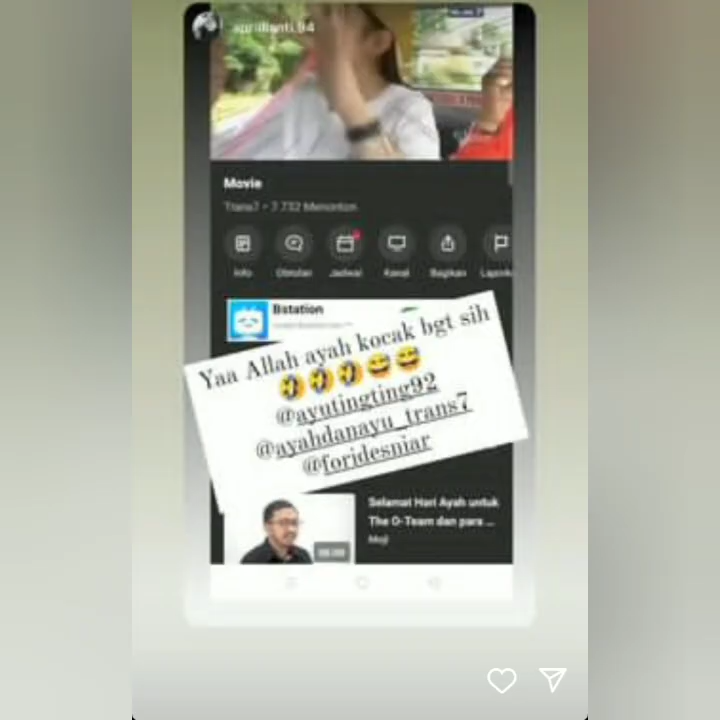 Movie
Trans7 • 7.732 Menonton
Info
Obrolan
Jadwal
Kanal
Bagikan
Bstation
Yaa Allah ayah kocak bgt sih
🤣🤣🤣😅😅
@ayutingting92
@ayahdanayu_trans7
@foridesniar
Selamat Hari Ayah untuk
The O-Team dan para ...
Moji